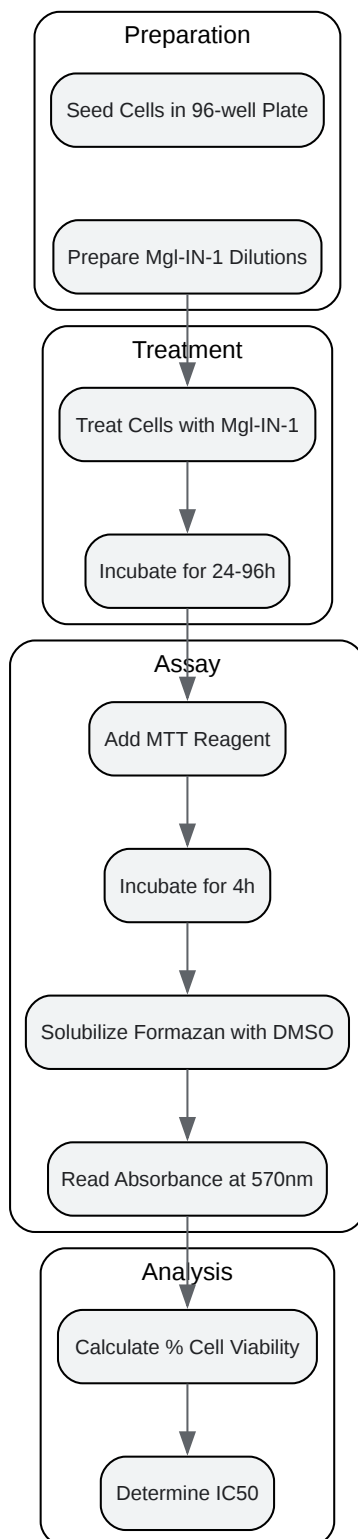 Preparation
Seed Cells in 96-well Plate
Prepare Mgl-IN-1 Dilutions
Treatment
Treat Cells with Mgl-IN-1
Incubate for 24-96h
Assay
Add MTT Reagent
Incubate for 4h
Solubilize Formazan with DMSO
Read Absorbance at 570nm
Analysis
Calculate % Cell Viability
Determine IC50